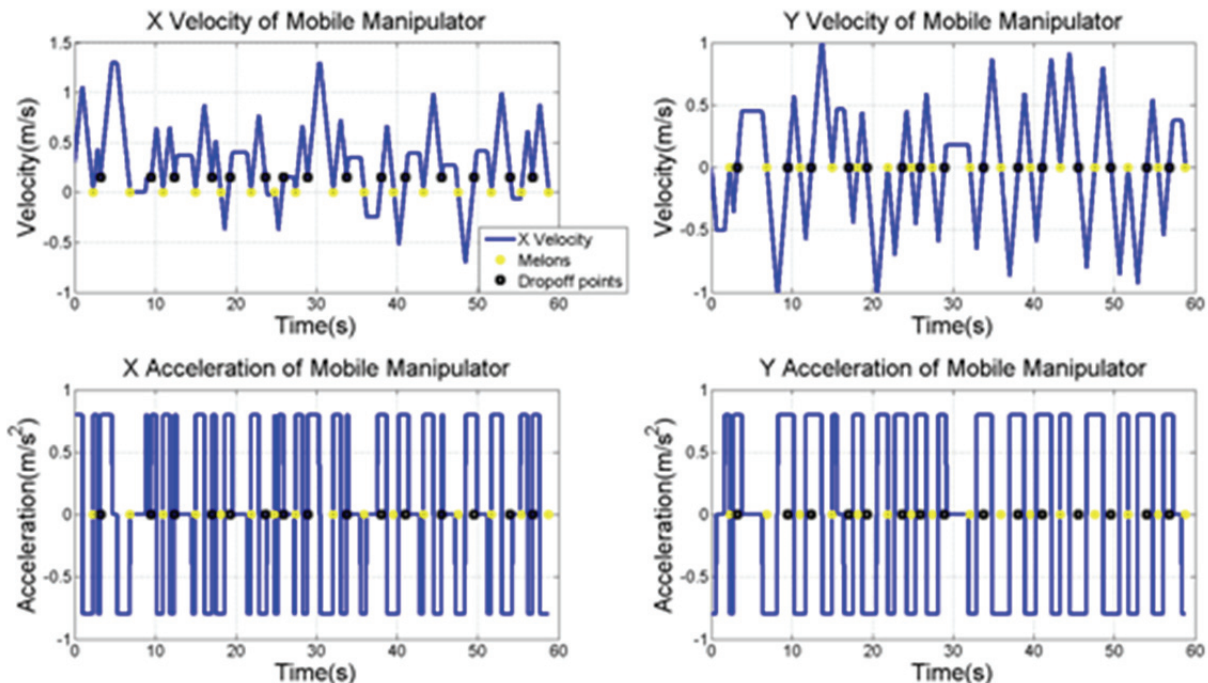 X Velocity of Mobile Manipulator
Velocity(m/s)
1.5
1
0.5
0
-0.5
-1
0 10 20 30 40 50 60
Time(s)
X Velocity
Melons
Dropoff points
Y Velocity of Mobile Manipulator
Velocity(m/s)
1
0.5
0
-0.5
-1
0 10 20 30 40 50 60
Time(s)
X Acceleration of Mobile Manipulator
Acceleration(m/s²)
1
0.5
0
-0.5
-1
0 10 20 30 40 50 60
Time(s)
Y Acceleration of Mobile Manipulator
Acceleration(m/s²)
1
0.5
0
-0.5
-1
0 10 20 30 40 50 60
Time(s)